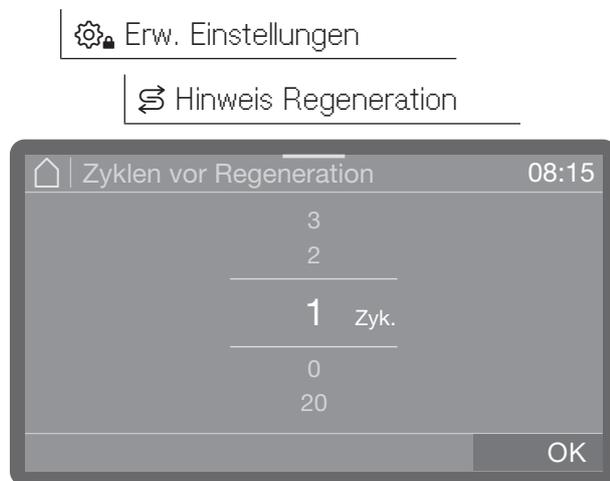 Erw. Einstellungen
Hinweis Regeneration
Zyklen vor Regeneration 08:15
3
2
1 Zyk.
0
20
OK